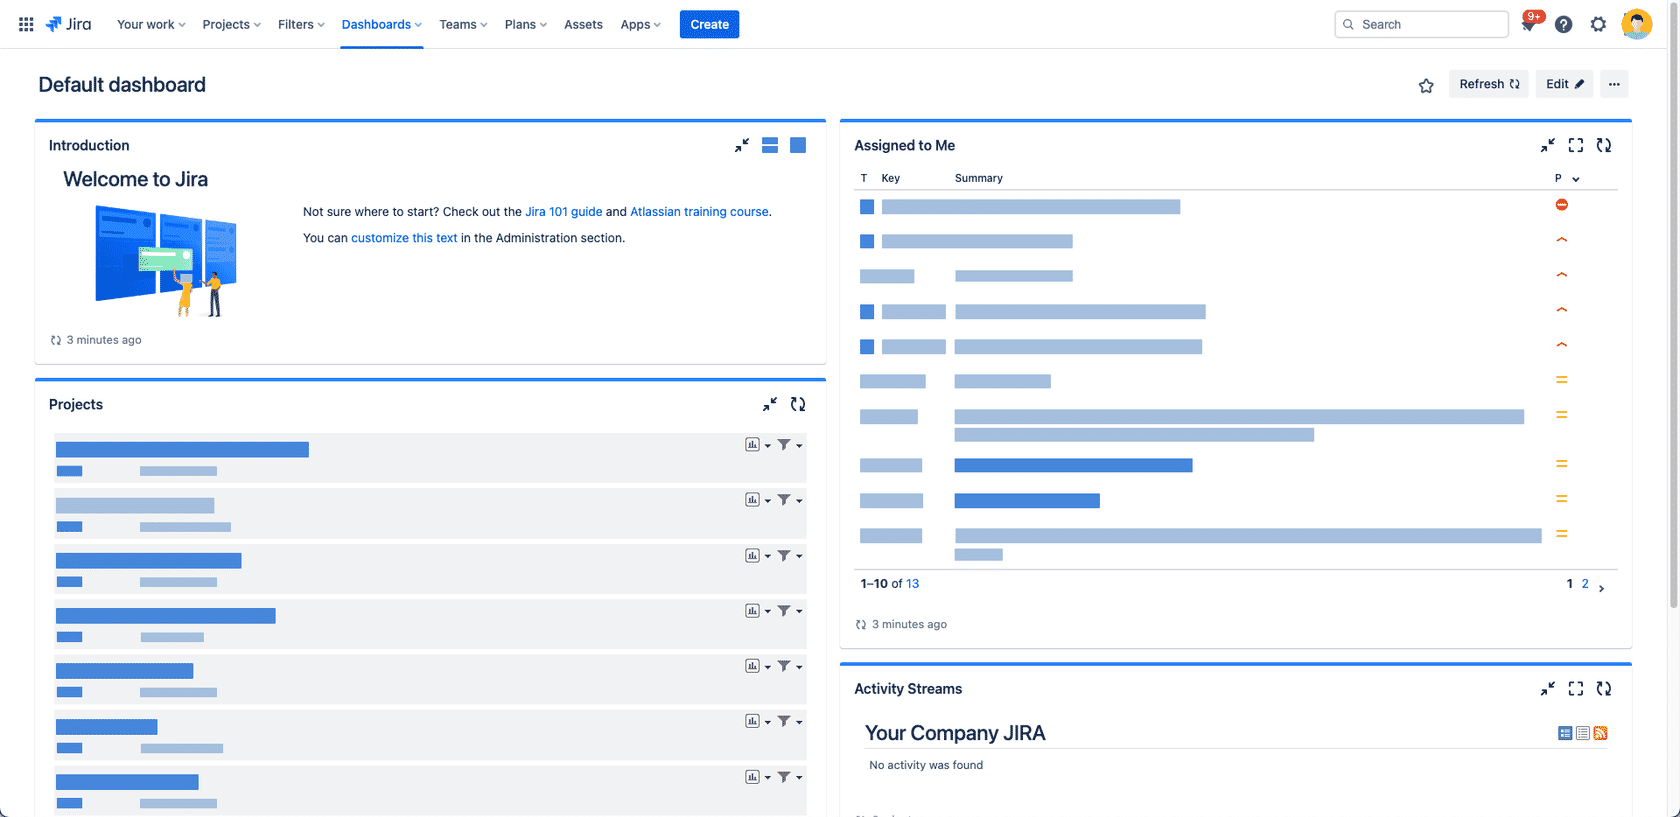 Jira Your work Projects Filters Dashboards Teams Plans Assets Apps Create Search 9+
Default dashboard
Refresh Edit
Introduction
Welcome to Jira
Not sure where to start? Check out the Jira 101 guide and Atlassian training course.
You can customize this text in the Administration section.
3 minutes ago
Projects
Assigned to Me
T Key Summary P
1–10 of 13
1 2
3 minutes ago
Activity Streams
Your Company JIRA
No activity was found